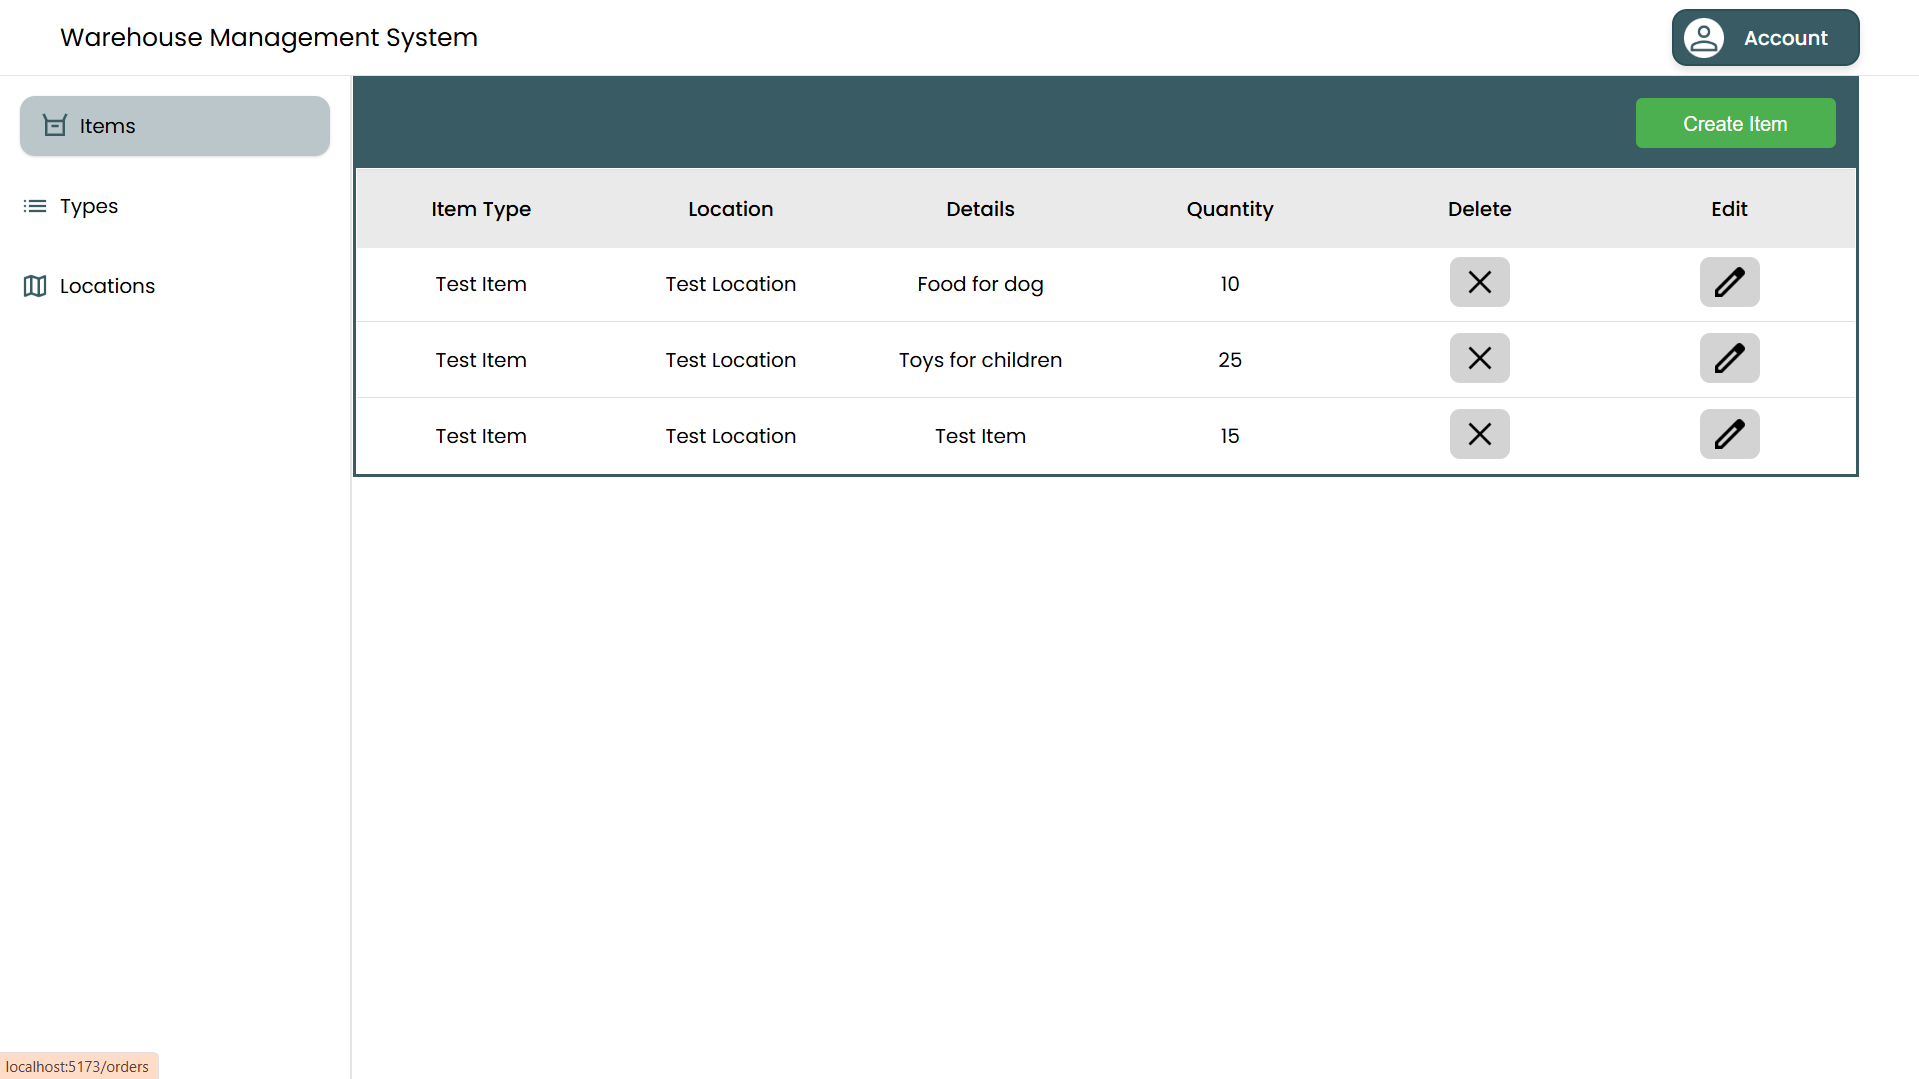 Warehouse Management System
Account
Items
Types
Locations
Create Item
Item Type Location Details Quantity Delete Edit
Test Item Test Location Food for dog 10
Test Item Test Location Toys for children 25
Test Item Test Location Test Item 15
localhost:5173/orders